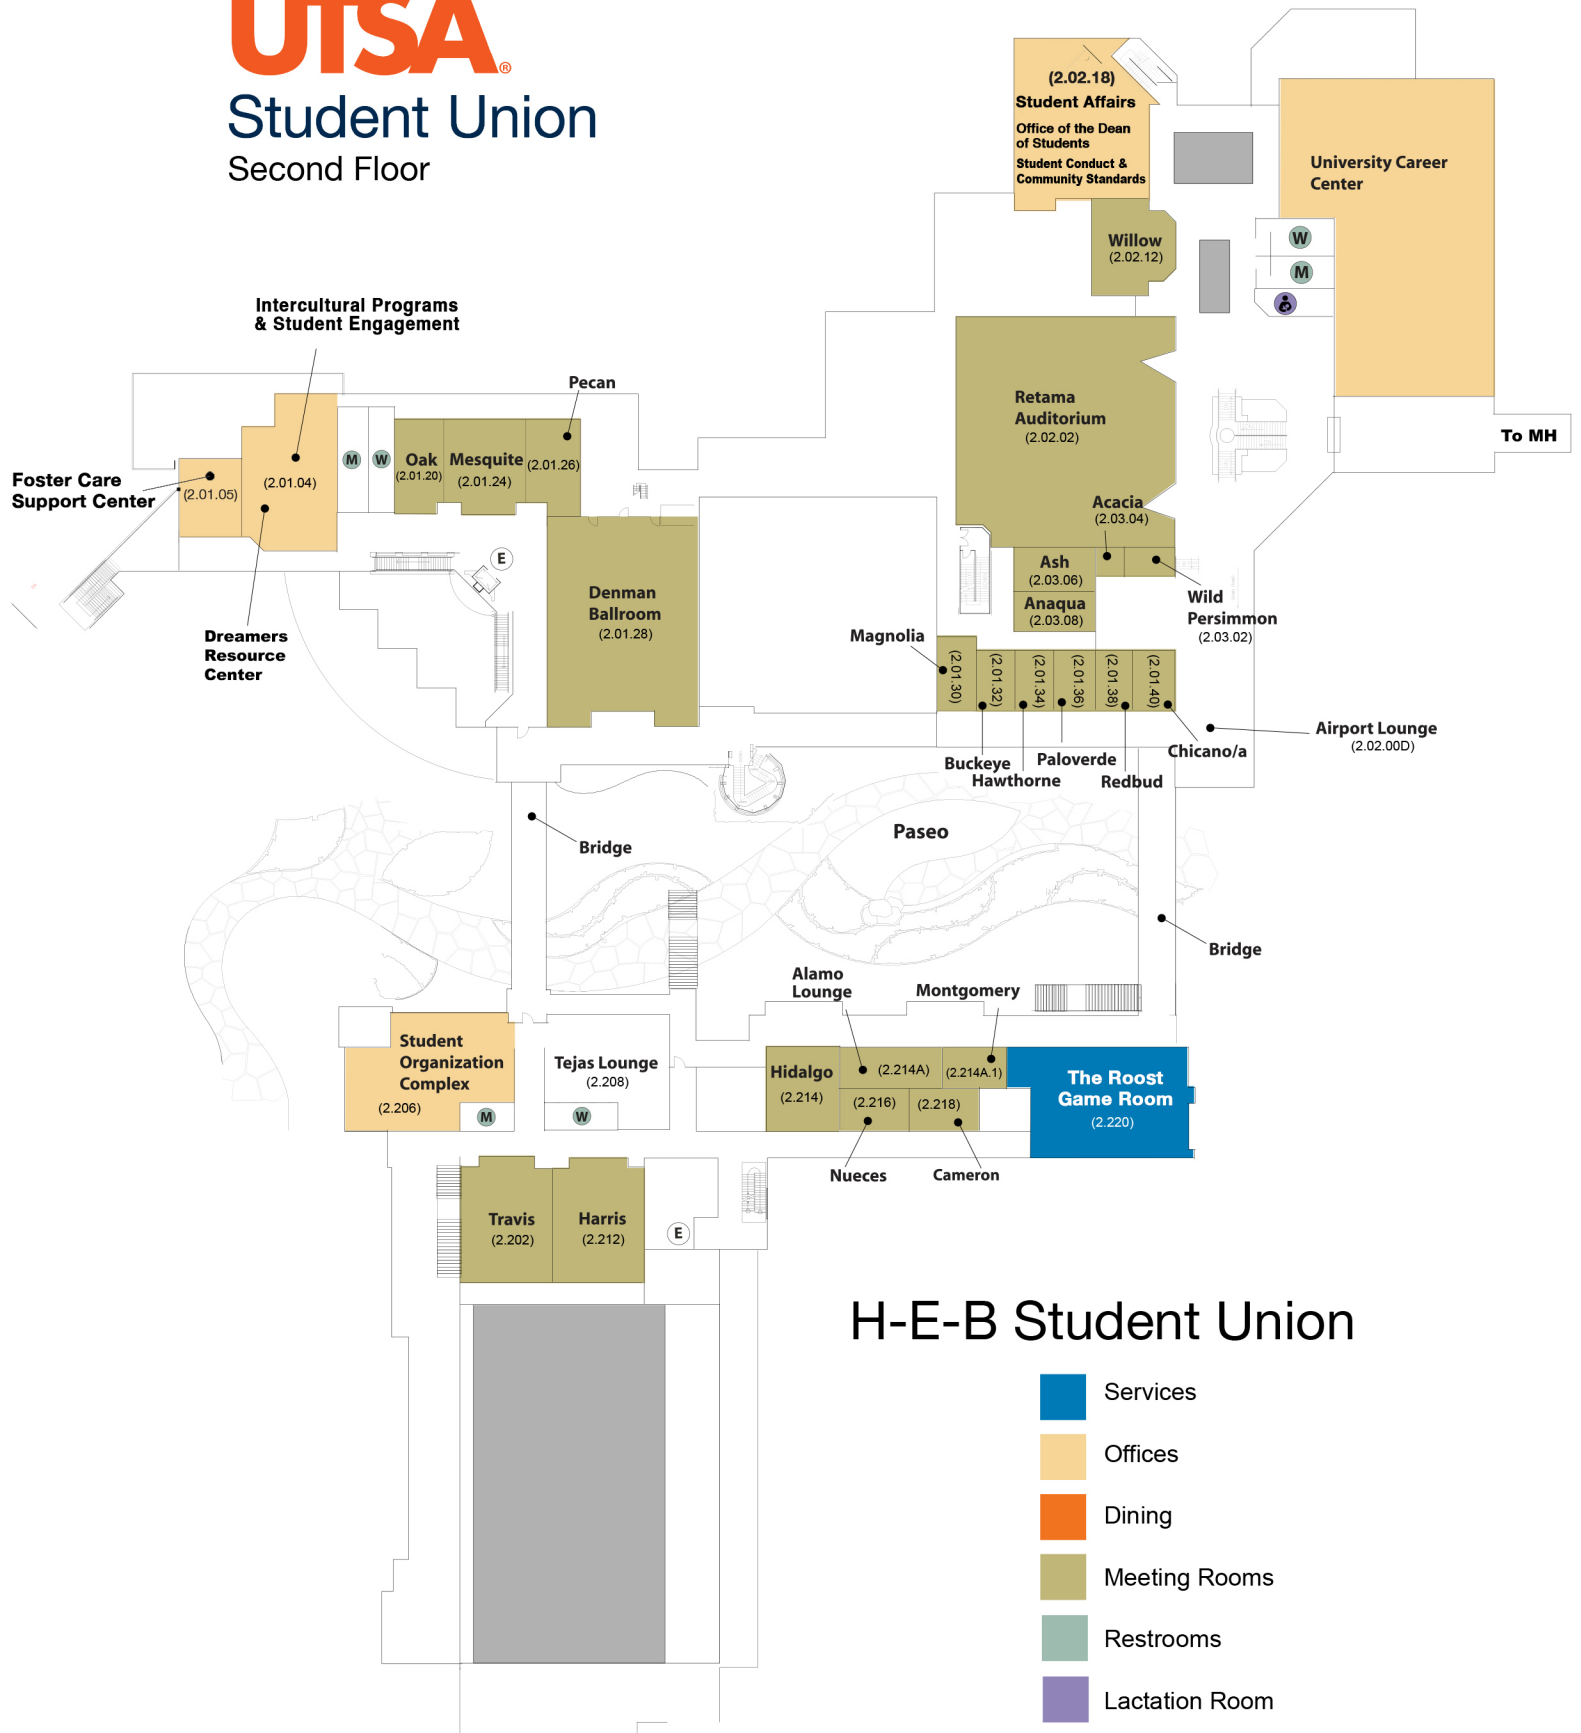 UTSA®
Student Union
Second Floor
(2.02.18)
Student Affairs
Office of the Dean
of Students
Student Conduct &
Community Standards
University Career
Center
W
M
Willow
(2.02.12)
Intercultural Programs
& Student Engagement
Pecan
Retama
Auditorium
(2.02.02)
To MH
M
W
Oak
(2.01.20)
Mesquite
(2.01.24)
(2.01.26)
Foster Care
Support Center
(2.01.05)
(2.01.04)
Acacia
(2.03.04)
E
Ash
(2.03.06)
Anaqua
(2.03.08)
Wild
Persimmon
(2.03.02)
Denman
Ballroom
(2.01.28)
Dreamers
Resource
Center
Magnolia
(2.01.30)
(2.01.32)
(2.01.34)
(2.01.36)
(2.01.38)
(2.01.40)
Airport Lounge
(2.02.00D)
Buckeye
Hawthorne
Paloverde
Redbud
Chicano/a
Bridge
Paseo
Bridge
Alamo
Lounge
Montgomery
Student
Organization
Complex
(2.206)
M
Tejas Lounge
(2.208)
W
Hidalgo
(2.214)
(2.214A)
(2.214A.1)
(2.216)
(2.218)
The Roost
Game Room
(2.220)
Nueces
Cameron
Travis
(2.202)
Harris
(2.212)
E
H-E-B Student Union
Services
Offices
Dining
Meeting Rooms
Restrooms
Lactation Room